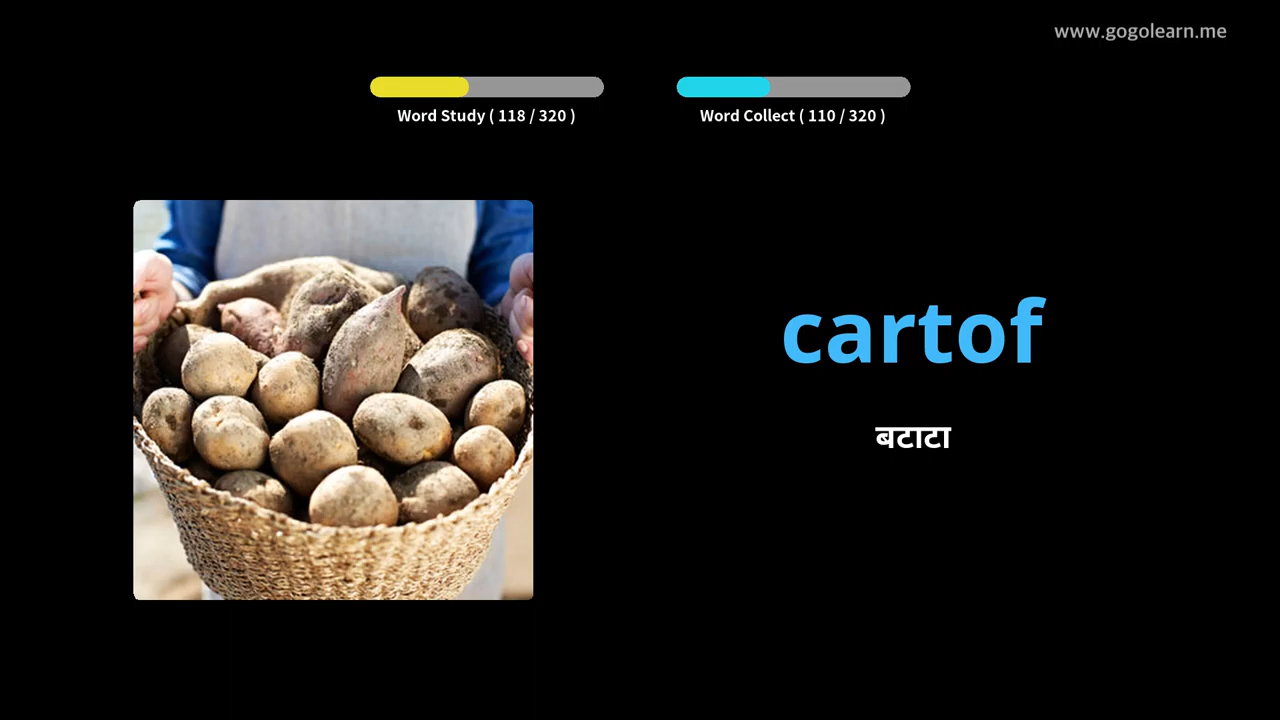 www.gogolearn.me
Word Study ( 118 / 320 )
Word Collect ( 110 / 320 )
cartof
बटाटा